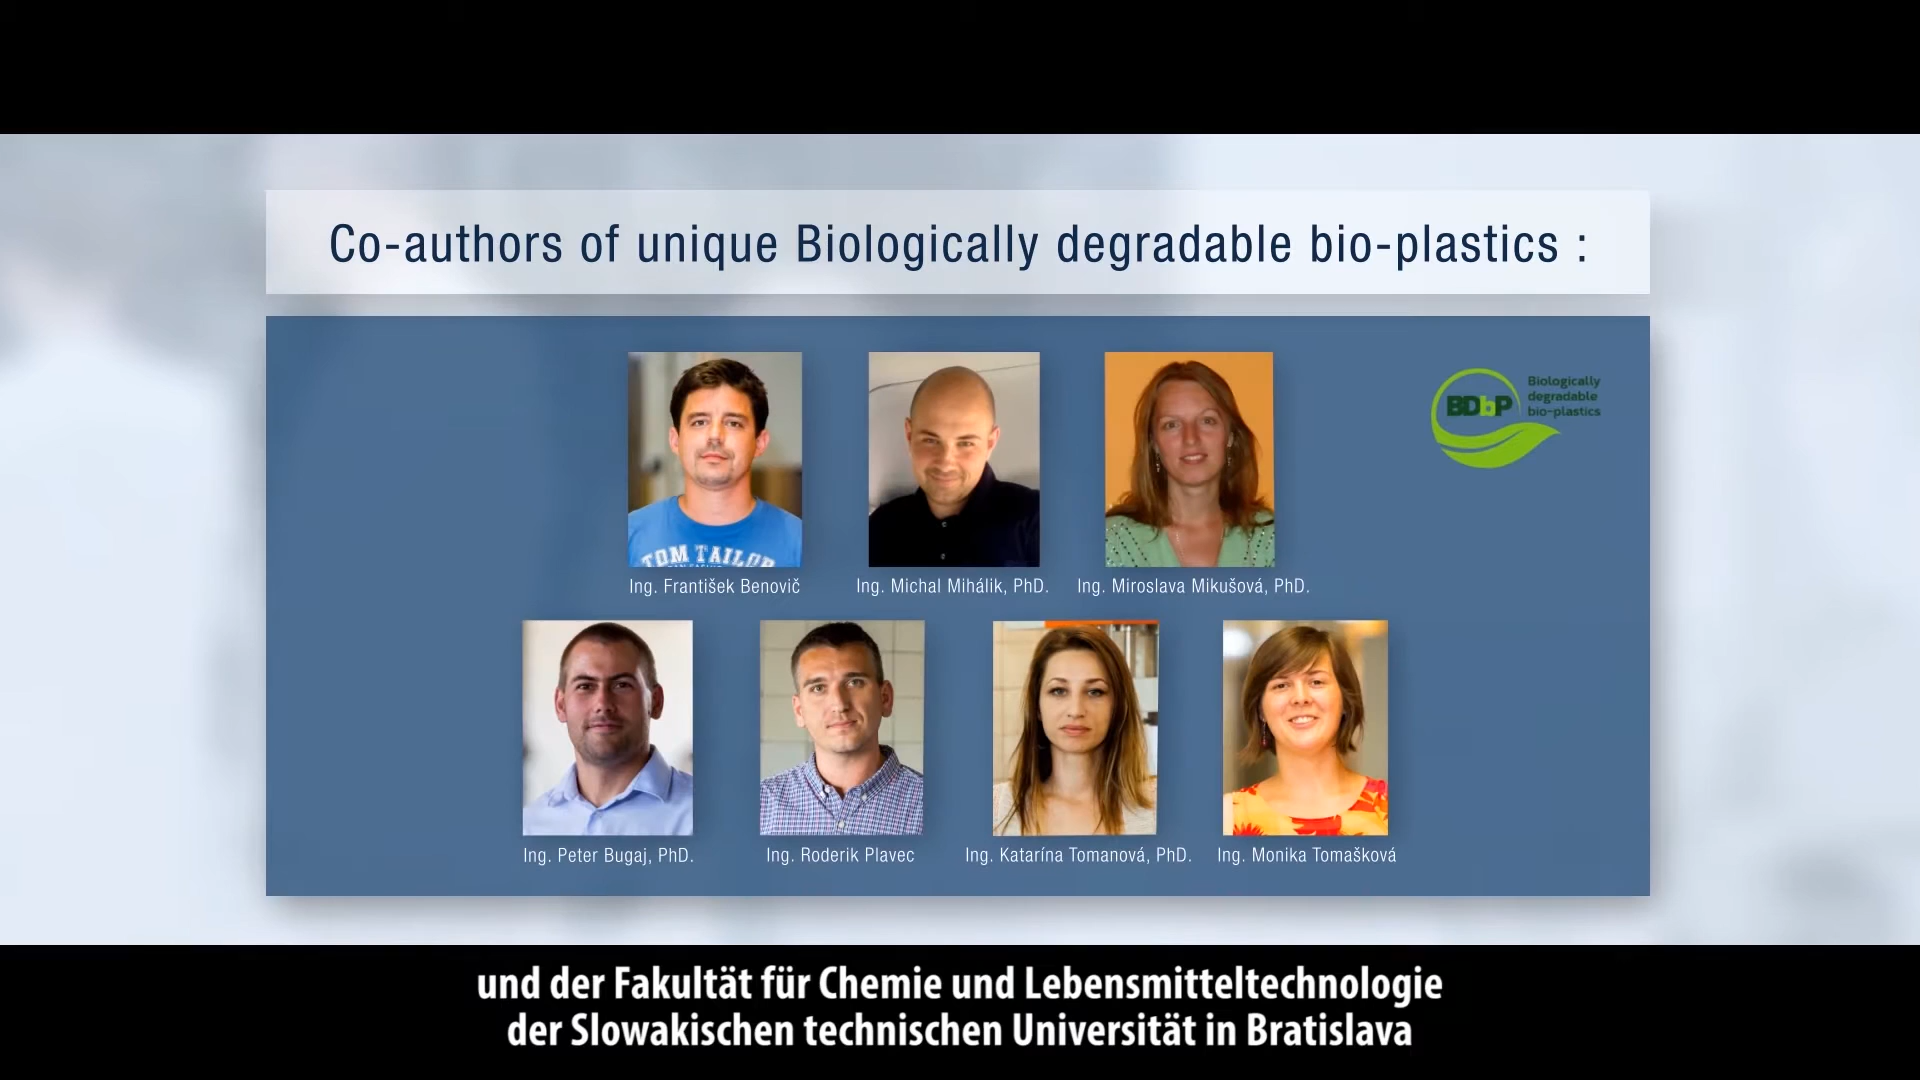 Co-authors of unique Biologically degradable bio-plastics :
BDbP
Biologically
degradable
bio-plastics
TOM TAILOR
Ing. František Benovič
Ing. Michal Mihálik, PhD.
Ing. Miroslava Mikušová, PhD.
Ing. Peter Bugaj, PhD.
Ing. Roderik Plavec
Ing. Katarína Tomanová, PhD.
Ing. Monika Tomašková
und der Fakultät für Chemie und Lebensmitteltechnologie
der Slowakischen technischen Universität in Bratislava